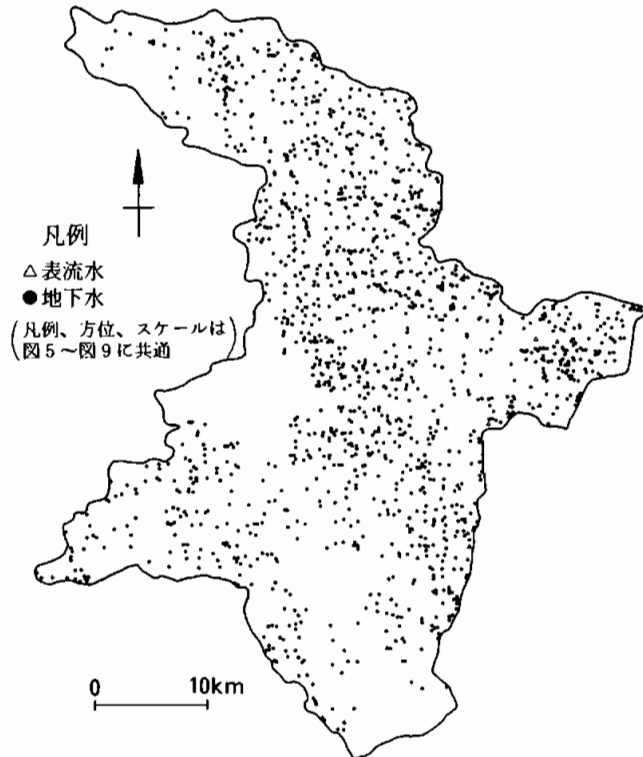 凡例
△ 表流水
● 地下水
(凡例、方位、スケールは
図5〜図9に共通)
0 10km